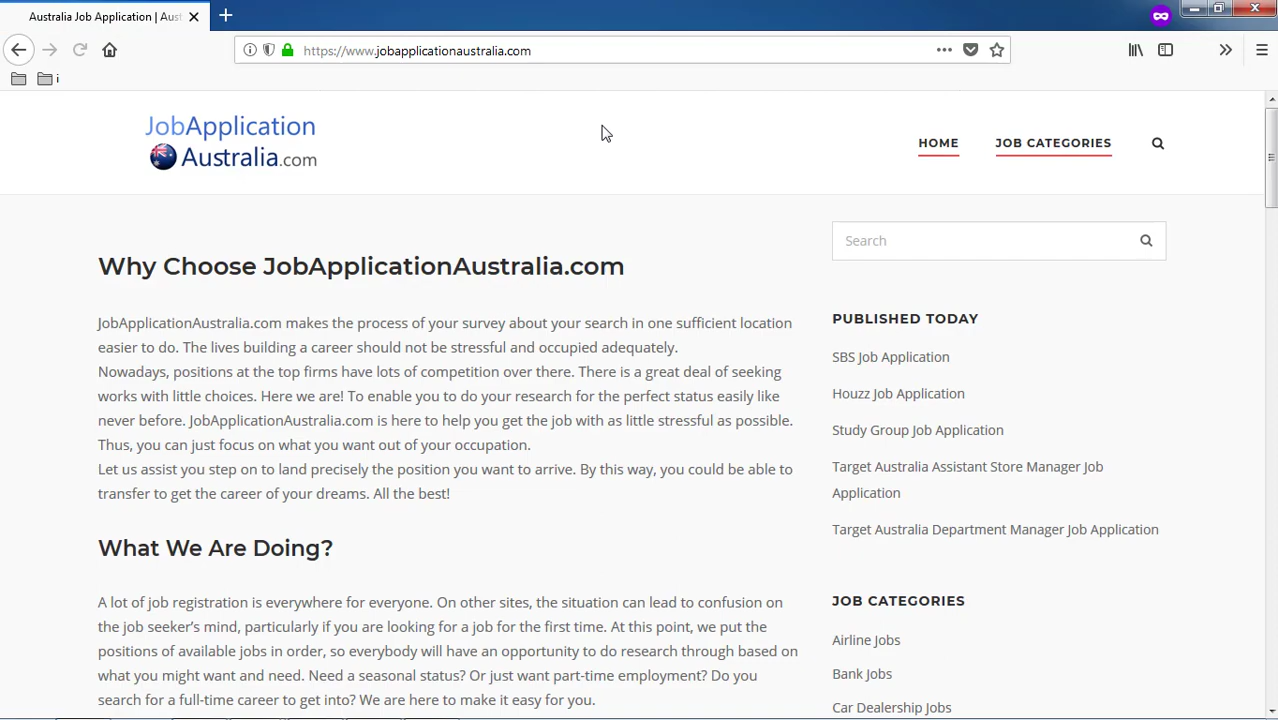 Australia Job Application | Aust
https://www.jobapplicationaustralia.com
i
JobApplication
Australia.com
HOME
JOB CATEGORIES
Why Choose JobApplicationAustralia.com
JobApplicationAustralia.com makes the process of your survey about your search in one sufficient location
easier to do. The lives building a career should not be stressful and occupied adequately.
Nowadays, positions at the top firms have lots of competition over there. There is a great deal of seeking
works with little choices. Here we are! To enable you to do your research for the perfect status easily like
never before. JobApplicationAustralia.com is here to help you get the job with as little stressful as possible.
Thus, you can just focus on what you want out of your occupation.
Let us assist you step on to land precisely the position you want to arrive. By this way, you could be able to
transfer to get the career of your dreams. All the best!
What We Are Doing?
A lot of job registration is everywhere for everyone. On other sites, the situation can lead to confusion on
the job seeker’s mind, particularly if you are looking for a job for the first time. At this point, we put the
positions of available jobs in order, so everybody will have an opportunity to do research through based on
what you might want and need. Need a seasonal status? Or just want part-time employment? Do you
search for a full-time career to get into? We are here to make it easy for you.
Search
PUBLISHED TODAY
SBS Job Application
Houzz Job Application
Study Group Job Application
Target Australia Assistant Store Manager Job
Application
Target Australia Department Manager Job Application
JOB CATEGORIES
Airline Jobs
Bank Jobs
Car Dealership Jobs